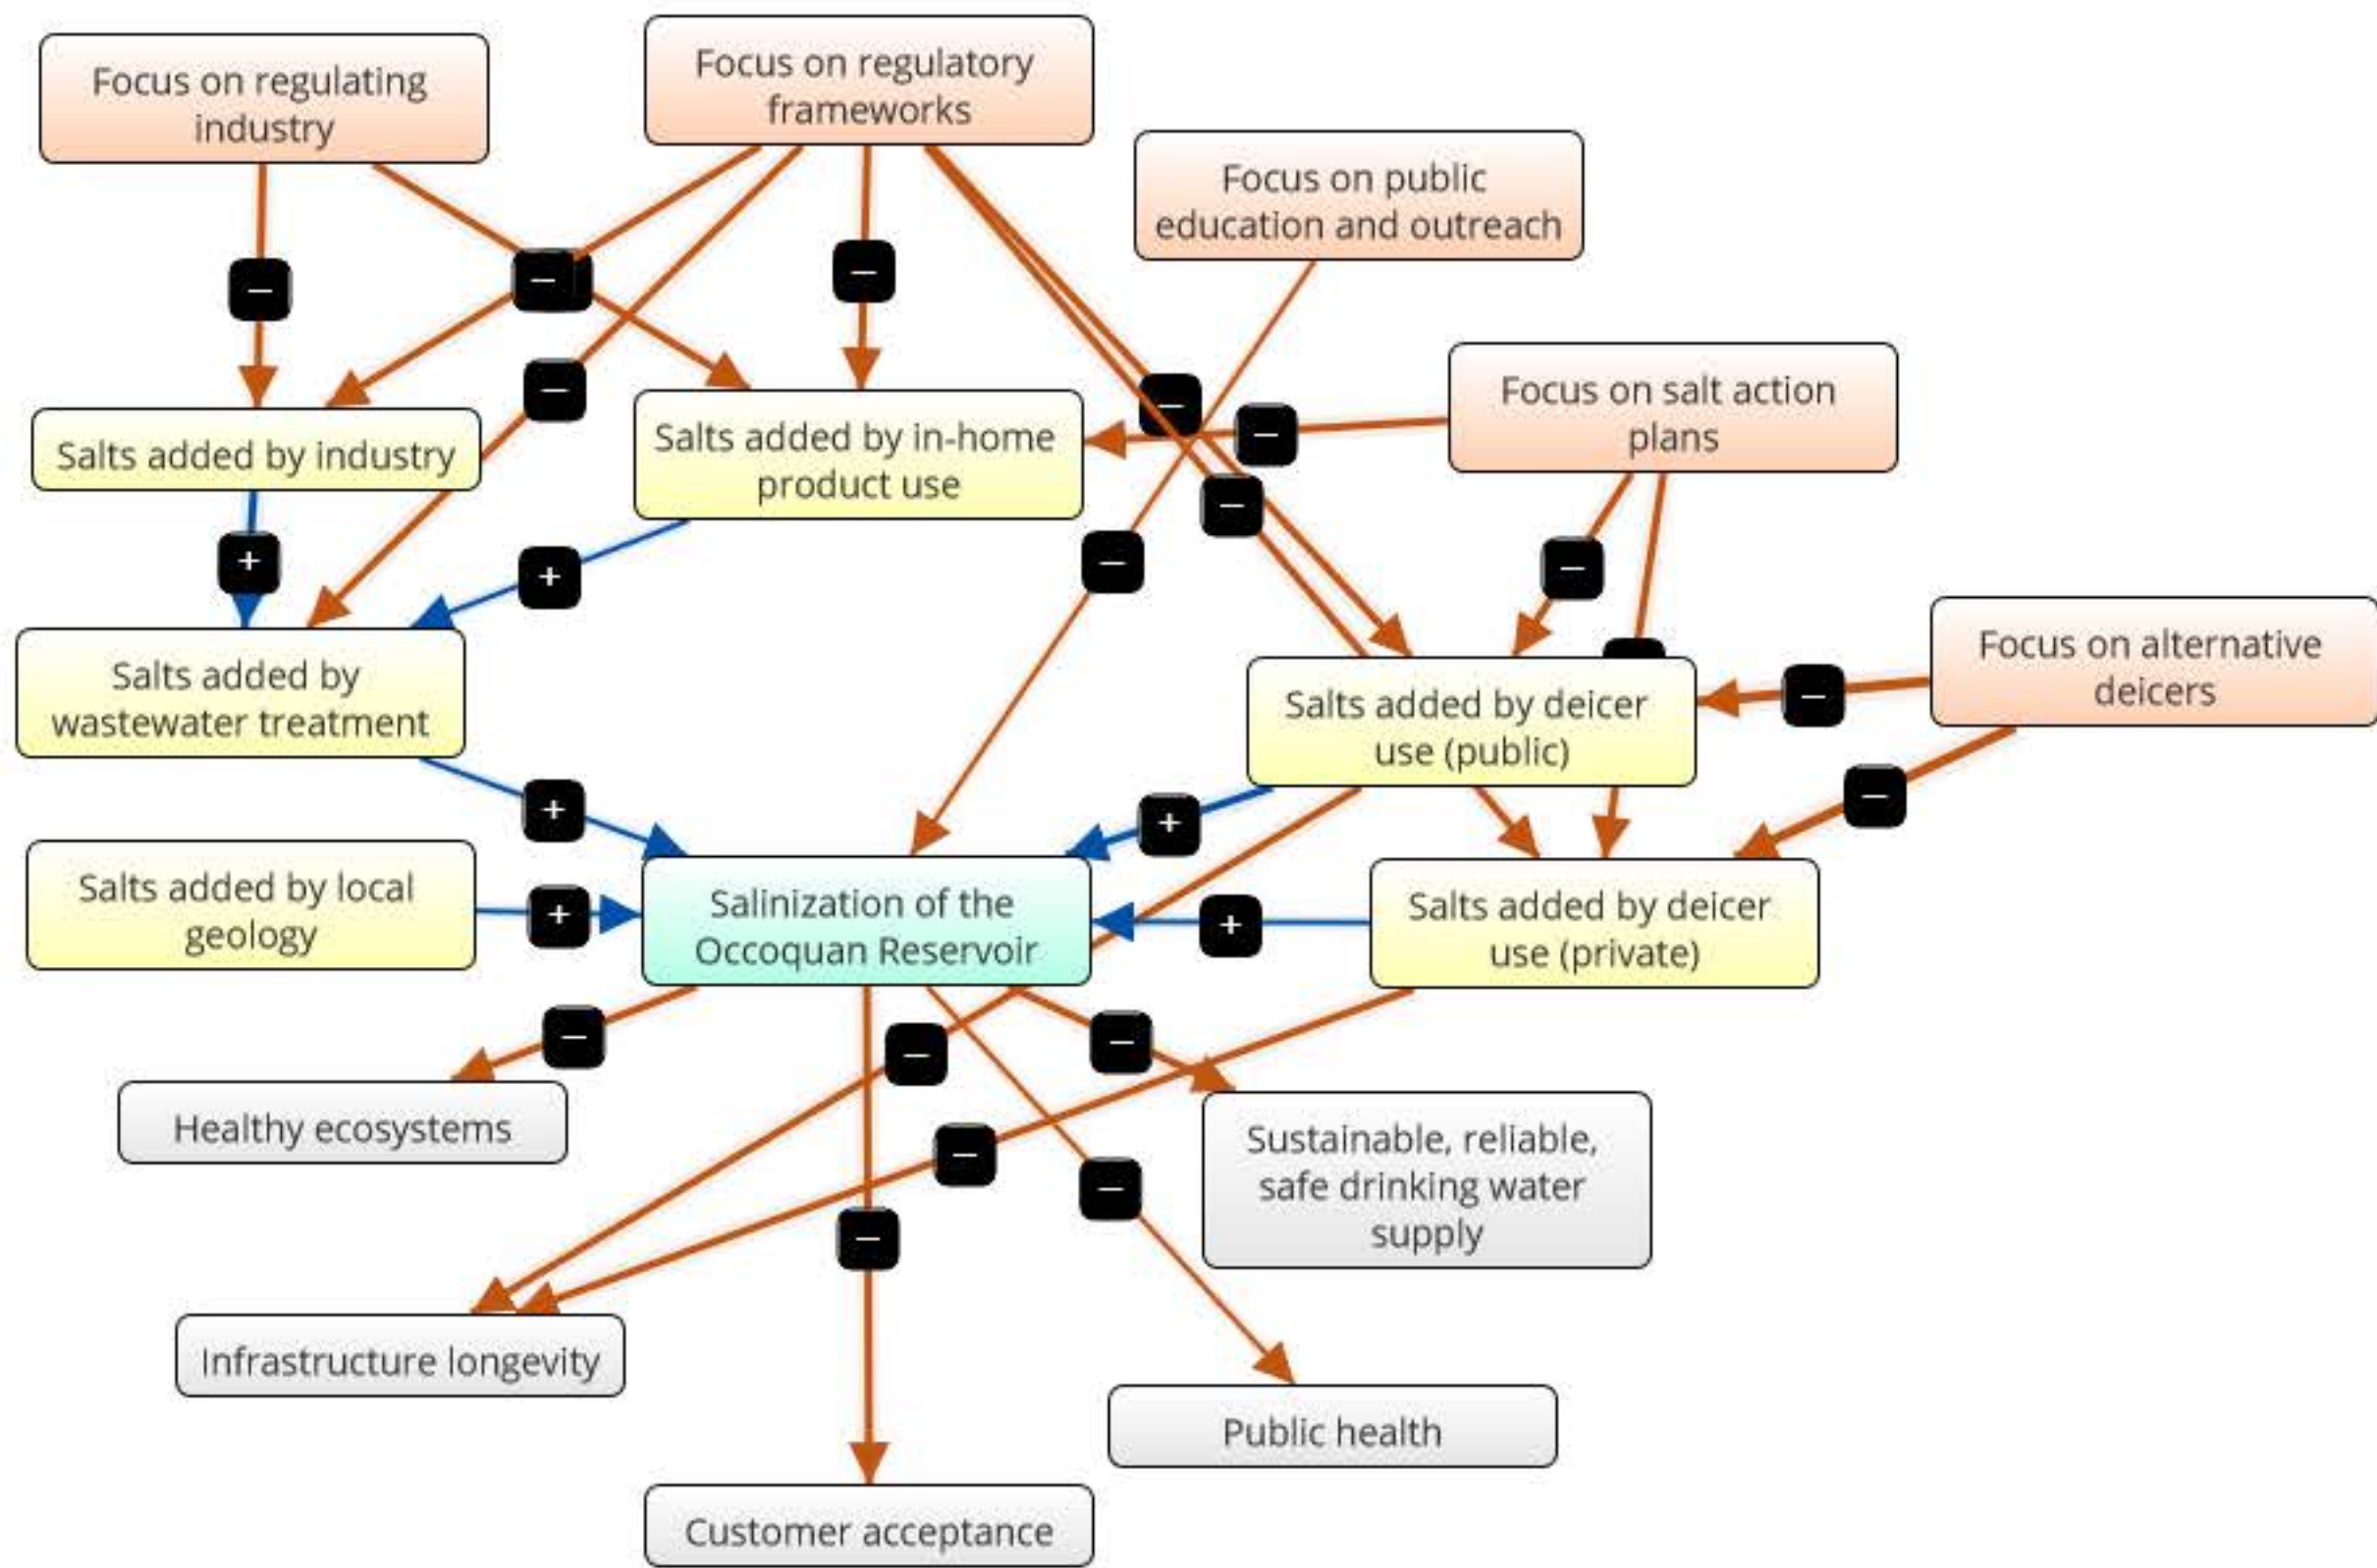 Focus on regulating
industry
Focus on regulatory
frameworks
Focus on public
education and outreach
−
−
−
Focus on salt action
plans
−
−
−
Salts added by industry
Salts added by in-home
product use
−
−
−
+
+
Focus on alternative
deicers
Salts added by
wastewater treatment
Salts added by deicer
use (public)
−
−
+
+
Salts added by local
geology
+
Salinization of the
Occoquan Reservoir
+
Salts added by deicer
use (private)
−
−
−
Healthy ecosystems
Sustainable, reliable,
safe drinking water
supply
−
−
−
Infrastructure longevity
Public health
Customer acceptance